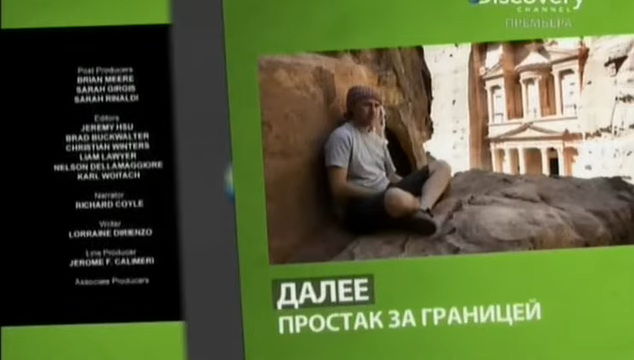 Post Producers
BRIAN MEERE
SARAH GIRGIS
SARAH RINALDI
Editors
JEREMY HSU
BRAD BUCKWALTER
CHRISTIAN WINTERS
LIAM LAWYER
NELSON DELLAMAGGIORE
KARL WOITACH
Narrator
RICHARD COYLE
Writer
LORRAINE DIRIENZO
Line Producer
JEROME F. CALIMERI
Associate Producers
Discovery
CHANNEL
ПРЕМЬЕРА
ДАЛЕЕ
ПРОСТАК ЗА ГРАНИЦЕЙ